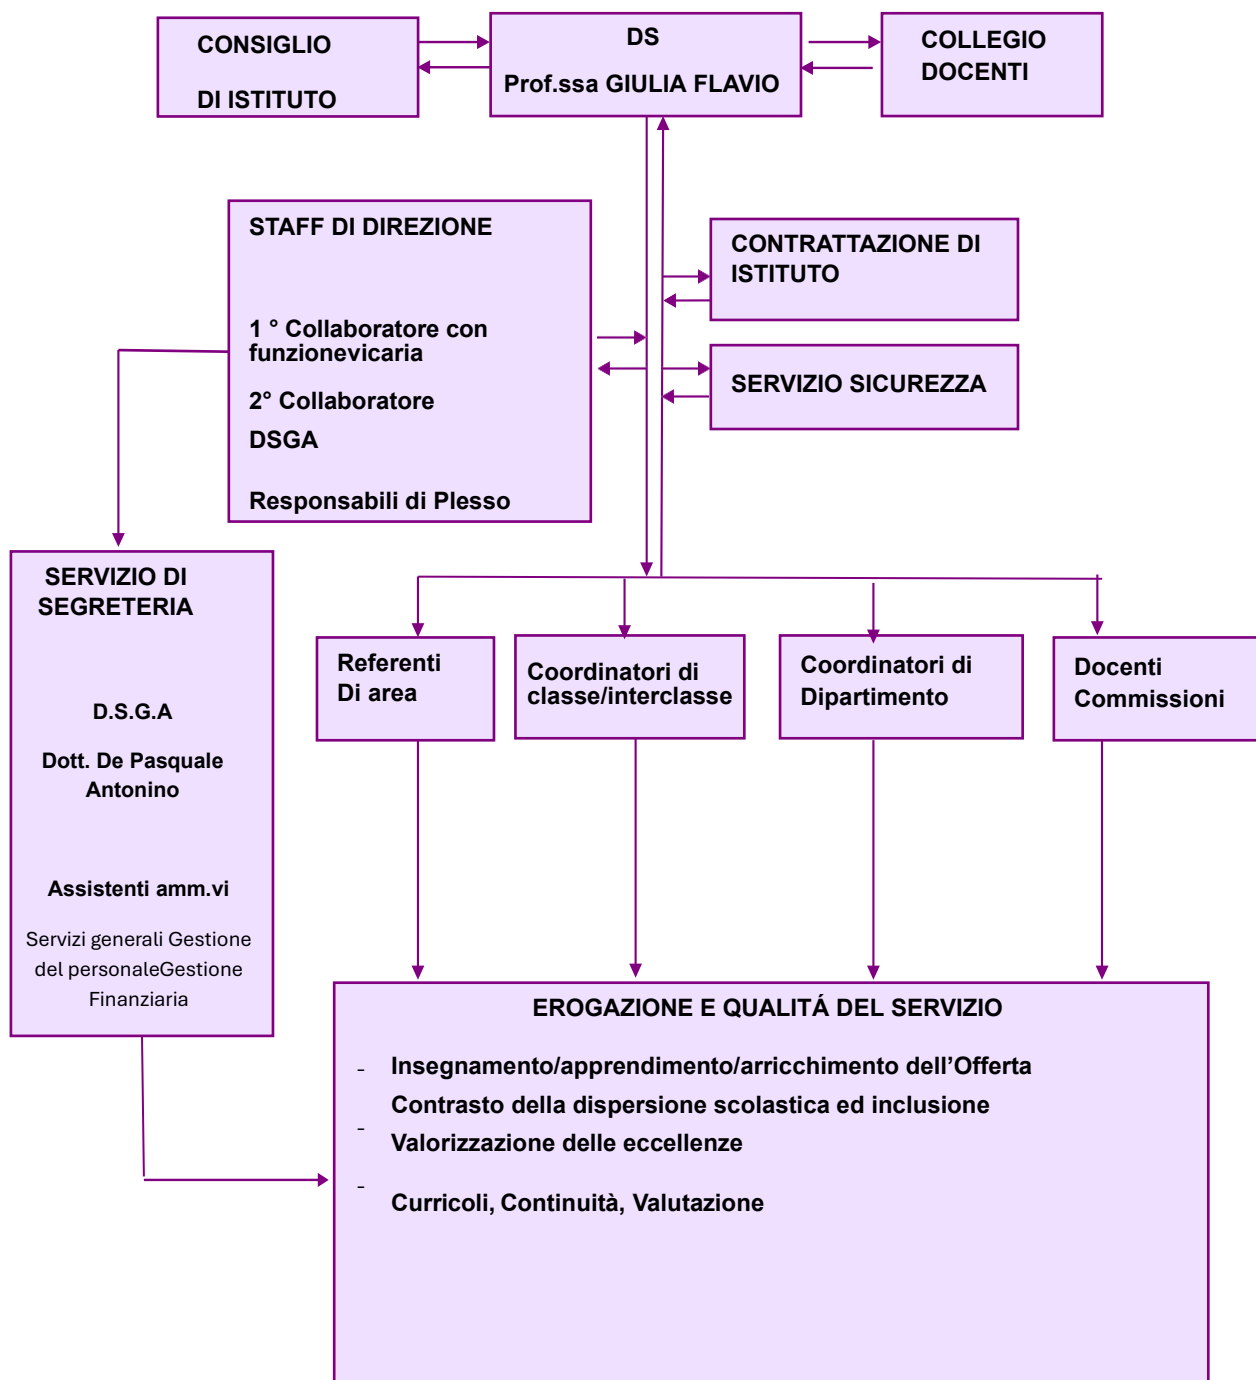 CONSIGLIO
DI ISTITUTO
DS
Prof.ssa GIULIA FLAVIO
COLLEGIO
DOCENTI
STAFF DI DIREZIONE
1 ° Collaboratore con
funzionevicaria
2° Collaboratore
DSGA
Responsabili di Plesso
CONTRATTAZIONE DI
ISTITUTO
SERVIZIO SICUREZZA
SERVIZIO DI
SEGRETERIA
D.S.G.A
Dott. De Pasquale
Antonino
Assistenti amm.vi
Servizi generali Gestione
del personaleGestione
Finanziaria
Referenti
Di area
Coordinatori di
classe/interclasse
Coordinatori di
Dipartimento
Docenti
Commissioni
EROGAZIONE E QUALITÁ DEL SERVIZIO
- Insegnamento/apprendimento/arricchimento dell’Offerta
Contrasto della dispersione scolastica ed inclusione
- Valorizzazione delle eccellenze
- Curricoli, Continuità, Valutazione